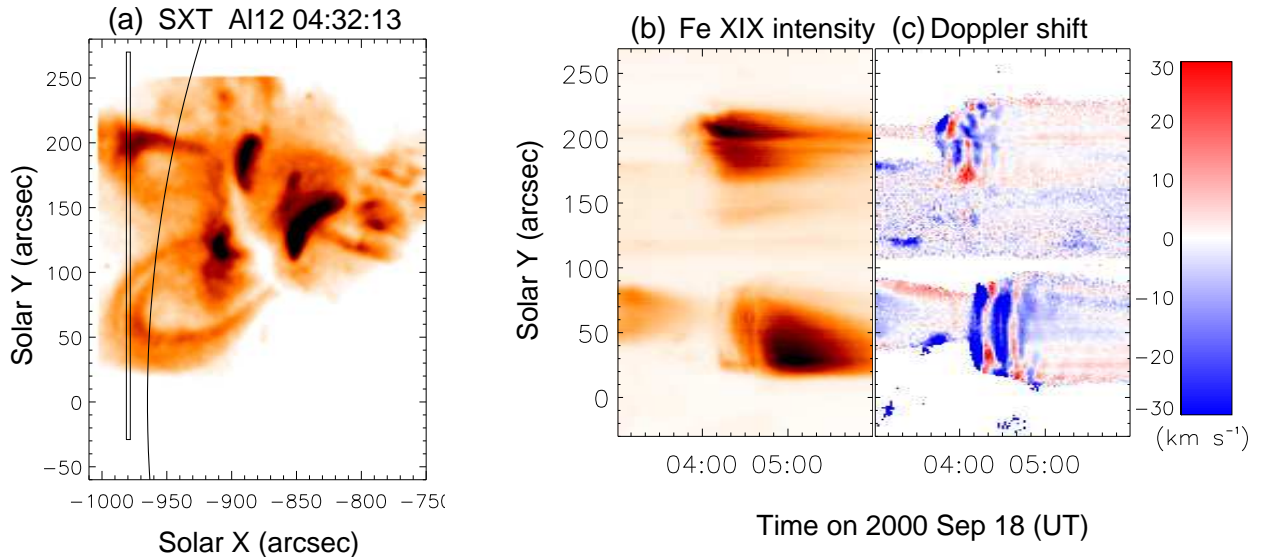 (a) SXT Al12 04:32:13
(b) Fe XIX intensity
(c) Doppler shift
250
200
150
100
50
0
−50
Solar Y (arcsec)
−1000 −950 −900 −850 −800 −750
Solar X (arcsec)
250
200
150
100
50
0
Solar Y (arcsec)
04:00 05:00
04:00 05:00
Time on 2000 Sep 18 (UT)
30
20
10
0
−10
−20
−30
(km s⁻¹)